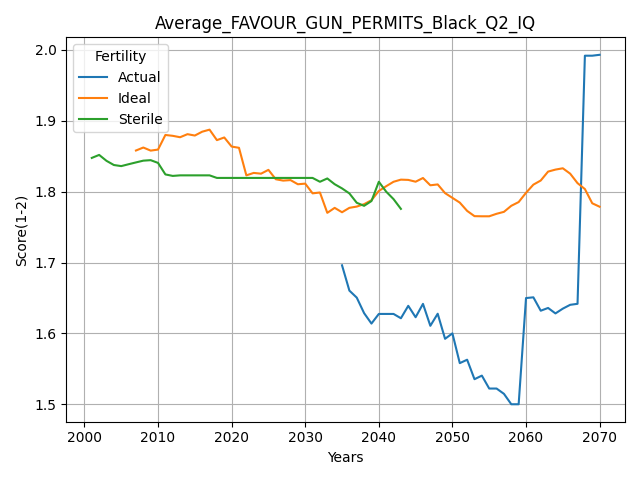 Average_FAVOUR_GUN_PERMITS_Black_Q2_IQ
Fertility
Actual
Ideal
Sterile
Score(1-2)
2.0
1.9
1.8
1.7
1.6
1.5
2000 2010 2020 2030 2040 2050 2060 2070
Years